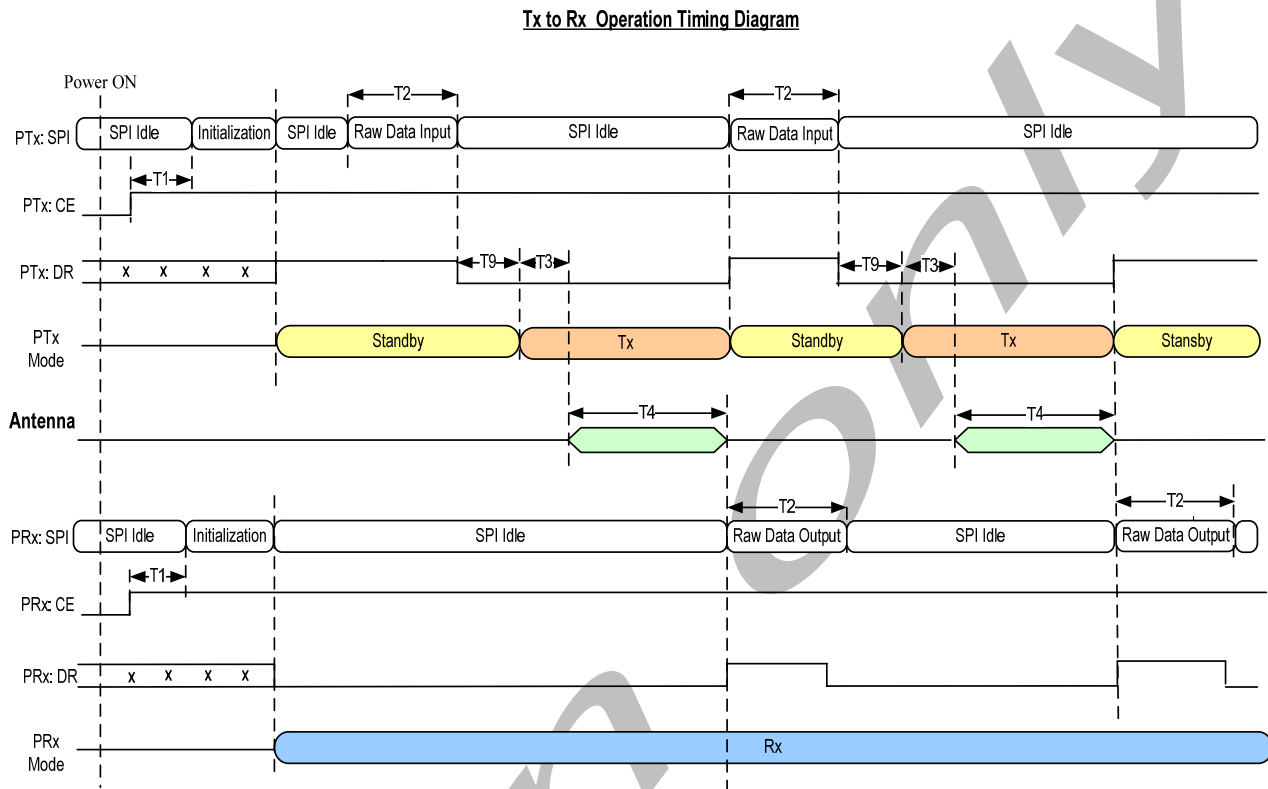 Tx to Rx Operation Timing Diagram
Power ON
T2 T2
PTx: SPI SPI Idle Initialization SPI Idle Raw Data Input SPI Idle Raw Data Input SPI Idle
T1
PTx: CE
PTx: DR x x x x T9 T3 T9 T3
PTx Mode Standby Tx Standby Tx Stansby
Antenna T4 T4
T2 T2
PRx: SPI SPI Idle Initialization SPI Idle Raw Data Output SPI Idle Raw Data Output
T1
PRx: CE
PRx: DR x x x x
PRx Mode Rx
only